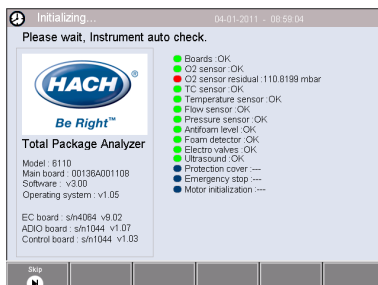 Initializing...
04-01-2011 - 08:59:04
Please wait, Instrument auto check.
HACH
Be Right™
Total Package Analyzer
Model : 6110
Main board : 00136A001108
Software : v3.00
Operating system : v1.05
EC board : s/n4064 v9.02
ADIO board : s/n1044 v1.07
Control board : s/n1044 v1.03
Boards :OK
O2 sensor :OK
O2 sensor residual :110.8199 mbar
TC sensor :OK
Temperature sensor :OK
Flow sensor :OK
Pressure sensor :OK
Antifoam level :OK
Foam detector :OK
Electro valves :OK
Ultrasound :OK
Protection cover :---
Emergency stop :---
Motor initialization :---
Skip